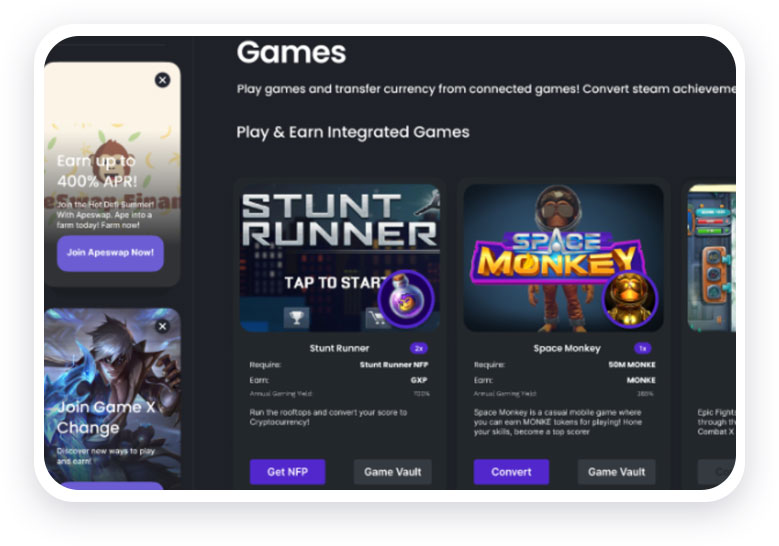 Games
Play games and transfer currency from connected games! Convert steam achieveme
Play & Earn Integrated Games
Earn up to
400% APR!
Join the Hot Defi Summer!
With Apeswap, Ape into a
farm today! Farm now!
Join Apeswap Now!
Join Game X
Change
Discover new ways to play
and earn!
STUNT
RUNNER
TAP TO START
Stunt Runner
2x
Require:
Stunt Runner NFP
Earn:
GXP
Annual Gaming Yield:
Run the rooftops and convert your score to
Cryptocurrency!
Get NFP
Game Vault
SPACE
MONKEY
Space Monkey
1x
Require:
50M MONKE
Earn:
MONKE
Annual Gaming Yield:
Space Monkey is a casual mobile game where
you can earn MONKE tokens for playing! Hone
your skills, become a top scorer
Convert
Game Vault
Epic Fight
through th
Combat X